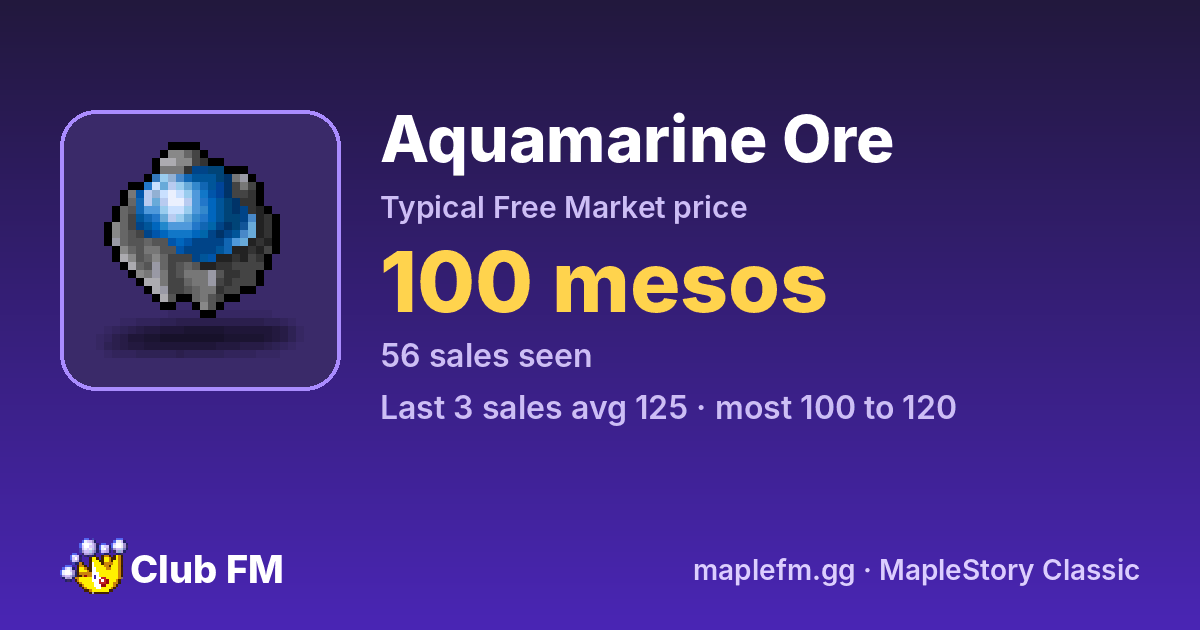 Aquamarine Ore
Typical Free Market price
100 mesos
56 sales seen
Last 3 sales avg 125 · most 100 to 120
Club FM
maplefm.gg · MapleStory Classic